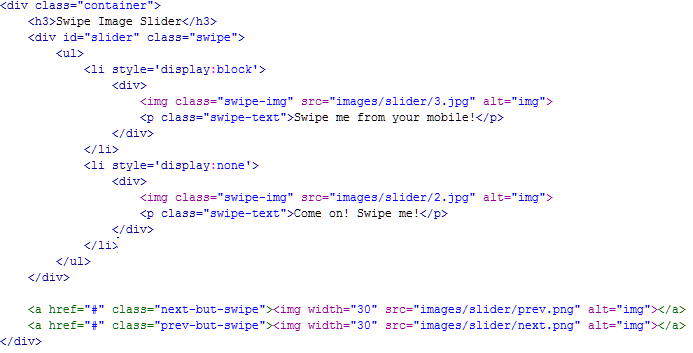 <div class="container">
    <h3>Swipe Image Slider</h3>
    <div id="slider" class="swipe">
        <ul>
            <li style='display:block'>
                <div>
                    <img class="swipe-img" src="images/slider/3.jpg" alt="img">
                    <p class="swipe-text">Swipe me from your mobile!</p>
                </div>
            </li>
            <li style='display:none'>
                <div>
                    <img class="swipe-img" src="images/slider/2.jpg" alt="img">
                    <p class="swipe-text">Come on! Swipe me!</p>
                </div>
            </li>
        </ul>
    </div>

    <a href="#" class="next-but-swipe"><img width="30" src="images/slider/prev.png" alt="img"></a>
    <a href="#" class="prev-but-swipe"><img width="30" src="images/slider/next.png" alt="img"></a>
</div>